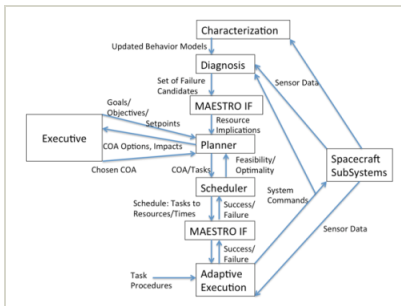 Characterization
Updated Behavior Models
Diagnosis
Sensor Data
Set of Failure
Candidates
MAESTRO IF
Goals/
Objectives/
Setpoints
Resource
Implications
Executive
Planner
COA Options, Impacts
Chosen COA
COA/Tasks
Feasibility/
Optimality
Spacecraft
SubSystems
Scheduler
System
Commands
Schedule: Tasks to
Resources/Times
Success/
Failure
MAESTRO IF
Sensor Data
Success/
Failure
Task
Procedures
Adaptive
Execution